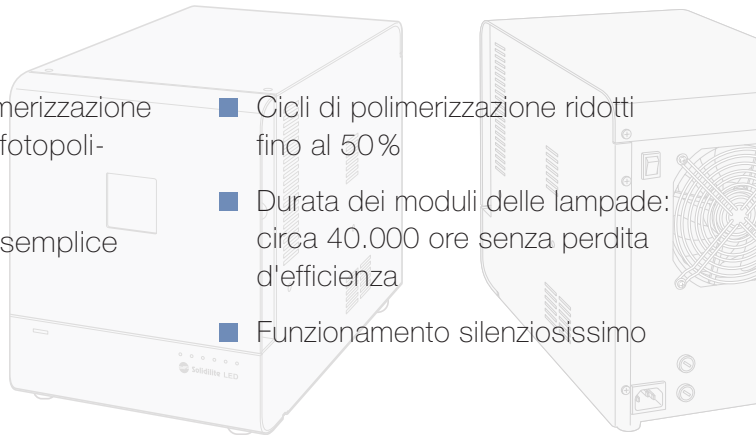 merizzazione
fotopoli-
semplice
Cicli di polimerizzazione ridotti
fino al 50 %
Durata dei moduli delle lampade:
circa 40.000 ore senza perdita
d'efficienza
Funzionamento silenziosissimo
Solidilite LED